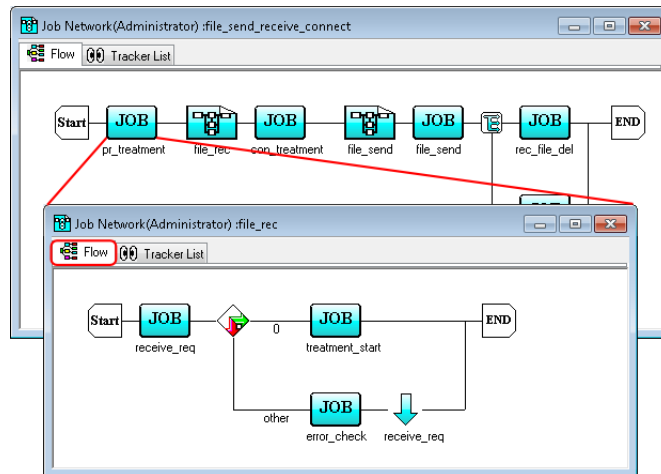 Job Network(Administrator) :file_send_receive_connect
Flow Tracker List
Start JOB JOB JOB E JOB END
pr_treatment file_rec con_treatment file_send file_send rec_file_del
Job Network(Administrator) :file_rec
Flow Tracker List
Start JOB 0 JOB END
receive_req treatment_start
other JOB
error_check receive_req